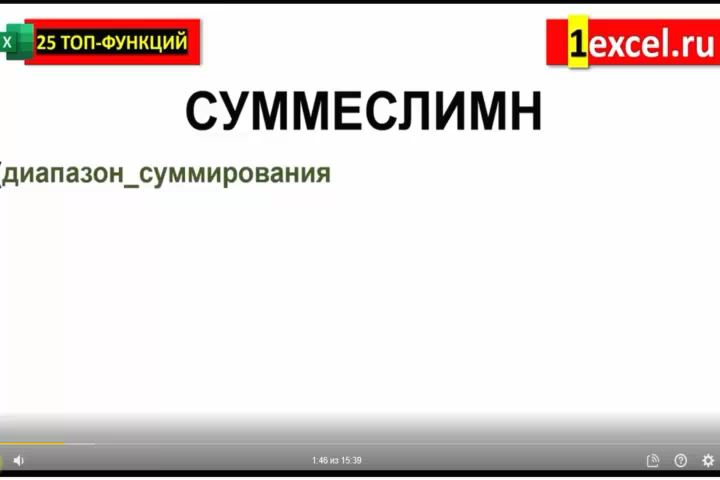 X
25 ТОП-ФУНКЦИЙ
1excel.ru
СУММЕСЛИМН
(диапазон_суммирования
1:46 из 15:39